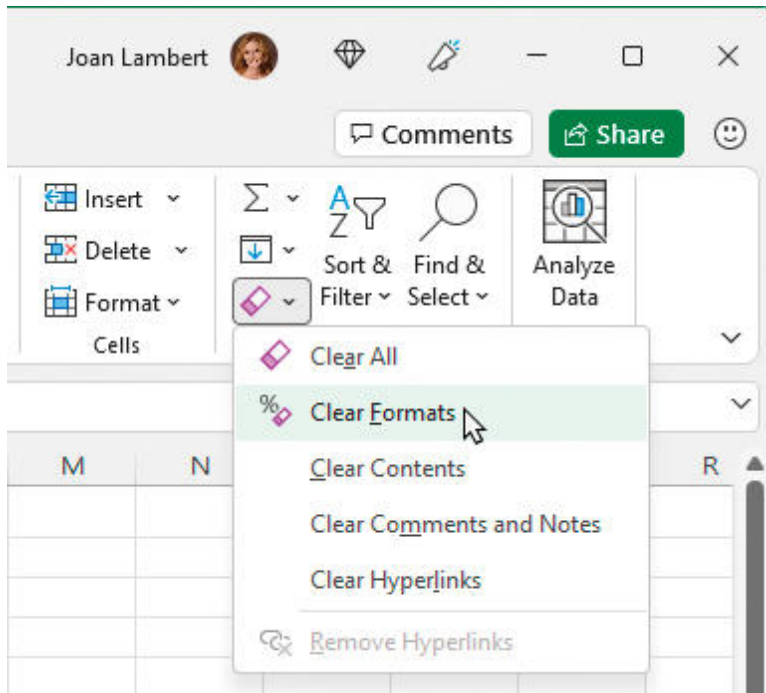 Joan Lambert
Comments Share
Insert
Delete
Format
Cells
Σ
A
Z
Sort &
Filter
Find &
Select
Analyze
Data
Clear All
% Clear Formats
Clear Contents
Clear Comments and Notes
Clear Hyperlinks
Remove Hyperlinks
M N R